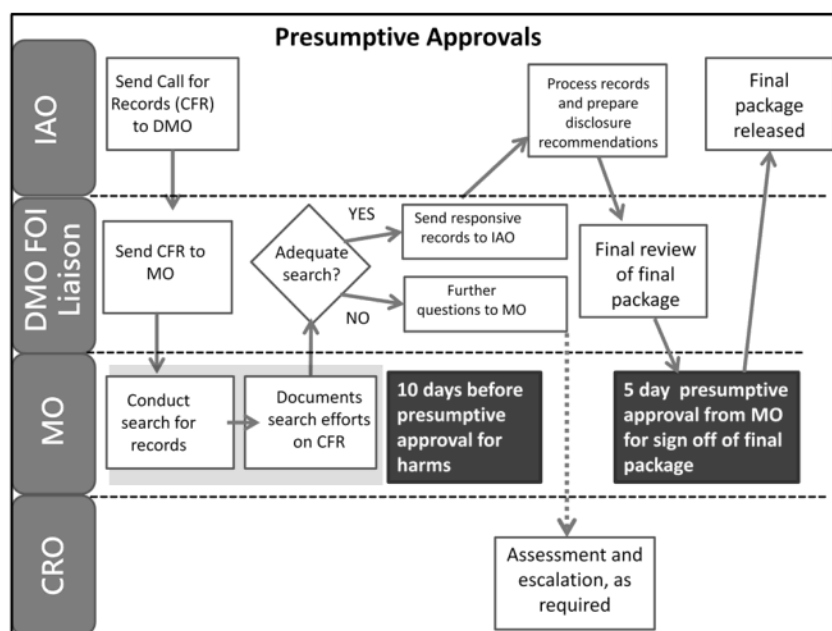 Presumptive Approvals
IAO
Send Call for
Records (CFR)
to DMO
Process records
and prepare
disclosure
recommendations
Final
package
released
DMO FOI
Liaison
Send CFR to
MO
Adequate
search?
YES
Send responsive
records to IAO
NO
Further
questions to MO
Final review
of final
package
MO
Conduct
search for
records
Documents
search efforts
on CFR
10 days before
presumptive
approval for
harms
5 day presumptive
approval from MO
for sign off of final
package
CRO
Assessment and
escalation, as
required